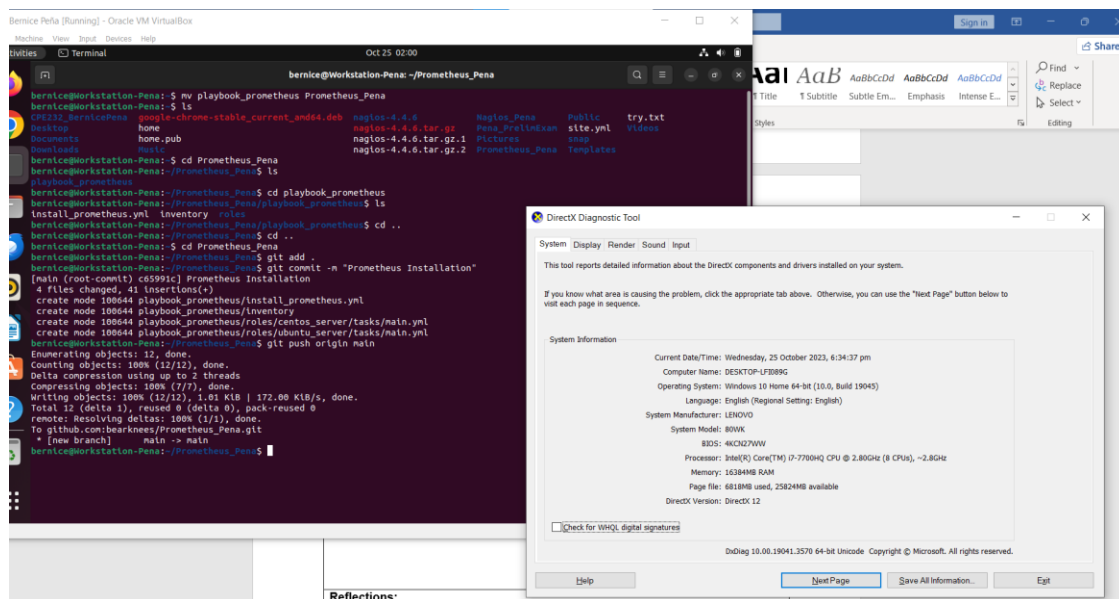 Bernice Peña [Running] - Oracle VM VirtualBox
Machine View Input Devices Help
tivities Terminal Oct 25 02:00
bernice@Workstation-Pena: ~/Prometheus_Pena
bernice@Workstation-Pena:~$ mv playbook_prometheus Prometheus_Pena
bernice@Workstation-Pena:~$ ls
CPE232_BernicePena google-chrome-stable_current_amd64.deb nagios-4.4.6 Nagios_Pena Public try.txt
Desktop home nagios-4.4.6.tar.gz Pena_PrelimExam site.yml Videos
Documents home.pub nagios-4.4.6.tar.gz.1 Pictures snap
Downloads Music nagios-4.4.6.tar.gz.2 Prometheus_Pena Templates
bernice@Workstation-Pena:~$ cd Prometheus_Pena
bernice@Workstation-Pena:~/Prometheus_Pena$ ls
playbook_prometheus
bernice@Workstation-Pena:~/Prometheus_Pena$ cd playbook_prometheus
bernice@Workstation-Pena:~/Prometheus_Pena/playbook_prometheus$ ls
install_prometheus.yml inventory roles
bernice@Workstation-Pena:~/Prometheus_Pena/playbook_prometheus$ cd ..
bernice@Workstation-Pena:~/Prometheus_Pena$ cd ..
bernice@Workstation-Pena:~$ cd Prometheus_Pena
bernice@Workstation-Pena:~/Prometheus_Pena$ git add .
bernice@Workstation-Pena:~/Prometheus_Pena$ git commit -m "Prometheus Installation"
[main (root-commit) c65991c] Prometheus Installation
4 files changed, 41 insertions(+)
create mode 100644 playbook_prometheus/install_prometheus.yml
create mode 100644 playbook_prometheus/inventory
create mode 100644 playbook_prometheus/roles/centos_server/tasks/main.yml
create mode 100644 playbook_prometheus/roles/ubuntu_server/tasks/main.yml
bernice@Workstation-Pena:~/Prometheus_Pena$ git push origin main
Enumerating objects: 12, done.
Counting objects: 100% (12/12), done.
Delta compression using up to 2 threads
Compressing objects: 100% (7/7), done.
Writing objects: 100% (12/12), 1.01 KiB | 172.00 KiB/s, done.
Total 12 (delta 1), reused 0 (delta 0), pack-reused 0
remote: Resolving deltas: 100% (1/1), done.
To github.com:bearknees/Prometheus_Pena.git
* [new branch] main -> main
bernice@Workstation-Pena:~/Prometheus_Pena$
Sign in
Share
AaB AaBbCcDd AaBbCcDd AaBbCcDd
Title ¶ Subtitle Subtle Em... Emphasis Intense E...
Styles
Find
Replace
Select
Editing
DirectX Diagnostic Tool
System Display Render Sound Input
This tool reports detailed information about the DirectX components and drivers installed on your system.
If you know what area is causing the problem, click the appropriate tab above. Otherwise, you can use the "Next Page" button below to
visit each page in sequence.
System Information
Current Date/Time: Wednesday, 25 October 2023, 6:34:37 pm
Computer Name: DESKTOP-LFI089G
Operating System: Windows 10 Home 64-bit (10.0, Build 19045)
Language: English (Regional Setting: English)
System Manufacturer: LENOVO
System Model: 80WK
BIOS: 4KCN27WW
Processor: Intel(R) Core(TM) i7-7700HQ CPU @ 2.80GHz (8 CPUs), ~2.8GHz
Memory: 16384MB RAM
Page file: 6818MB used, 25824MB available
DirectX Version: DirectX 12
Check for WHQL digital signatures
DxDiag 10.00.19041.3570 64-bit Unicode Copyright © Microsoft. All rights reserved.
Help Next Page Save All Information... Exit
Reflections: